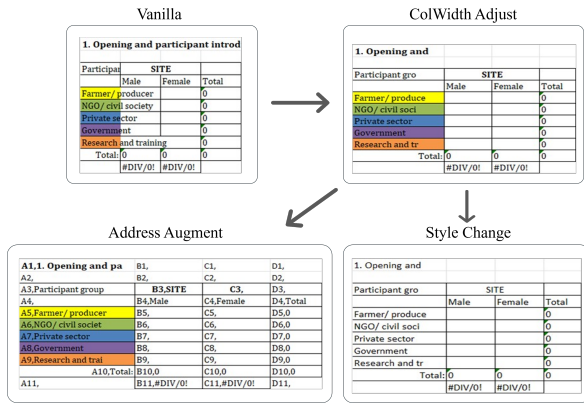 Vanilla
1. Opening and participant introd
Participan SITE
Male Female Total
Farmer/ producer 0
NGO/ civil society 0
Private sector 0
Government 0
Research and training 0
Total: 0 0 0
#DIV/0! #DIV/0!
ColWidth Adjust
1. Opening and
Participant gro SITE
Male Female Total
Farmer/ produce 0
NGO/ civil soci 0
Private sector 0
Government 0
Research and tr 0
Total: 0 0 0
#DIV/0! #DIV/0!
Address Augment
A1,1. Opening and pa B1, C1, D1,
A2, B2, C2, D2,
A3,Participant group B3,SITE C3, D3,
A4, B4,Male C4,Female D4,Total
A5,Farmer/ producer B5, C5, D5,0
A6,NGO/ civil societ B6, C6, D6,0
A7,Private sector B7, C7, D7,0
A8,Government B8, C8, D8,0
A9,Research and trai B9, C9, D9,0
A10,Total: B10,0 C10,0 D10,0
A11, B11,#DIV/0! C11,#DIV/0! D11,
Style Change
1. Opening and
Participant gro SITE
Male Female Total
Farmer/ produce 0
NGO/ civil soci 0
Private sector 0
Government 0
Research and tr 0
Total: 0 0 0
#DIV/0! #DIV/0!